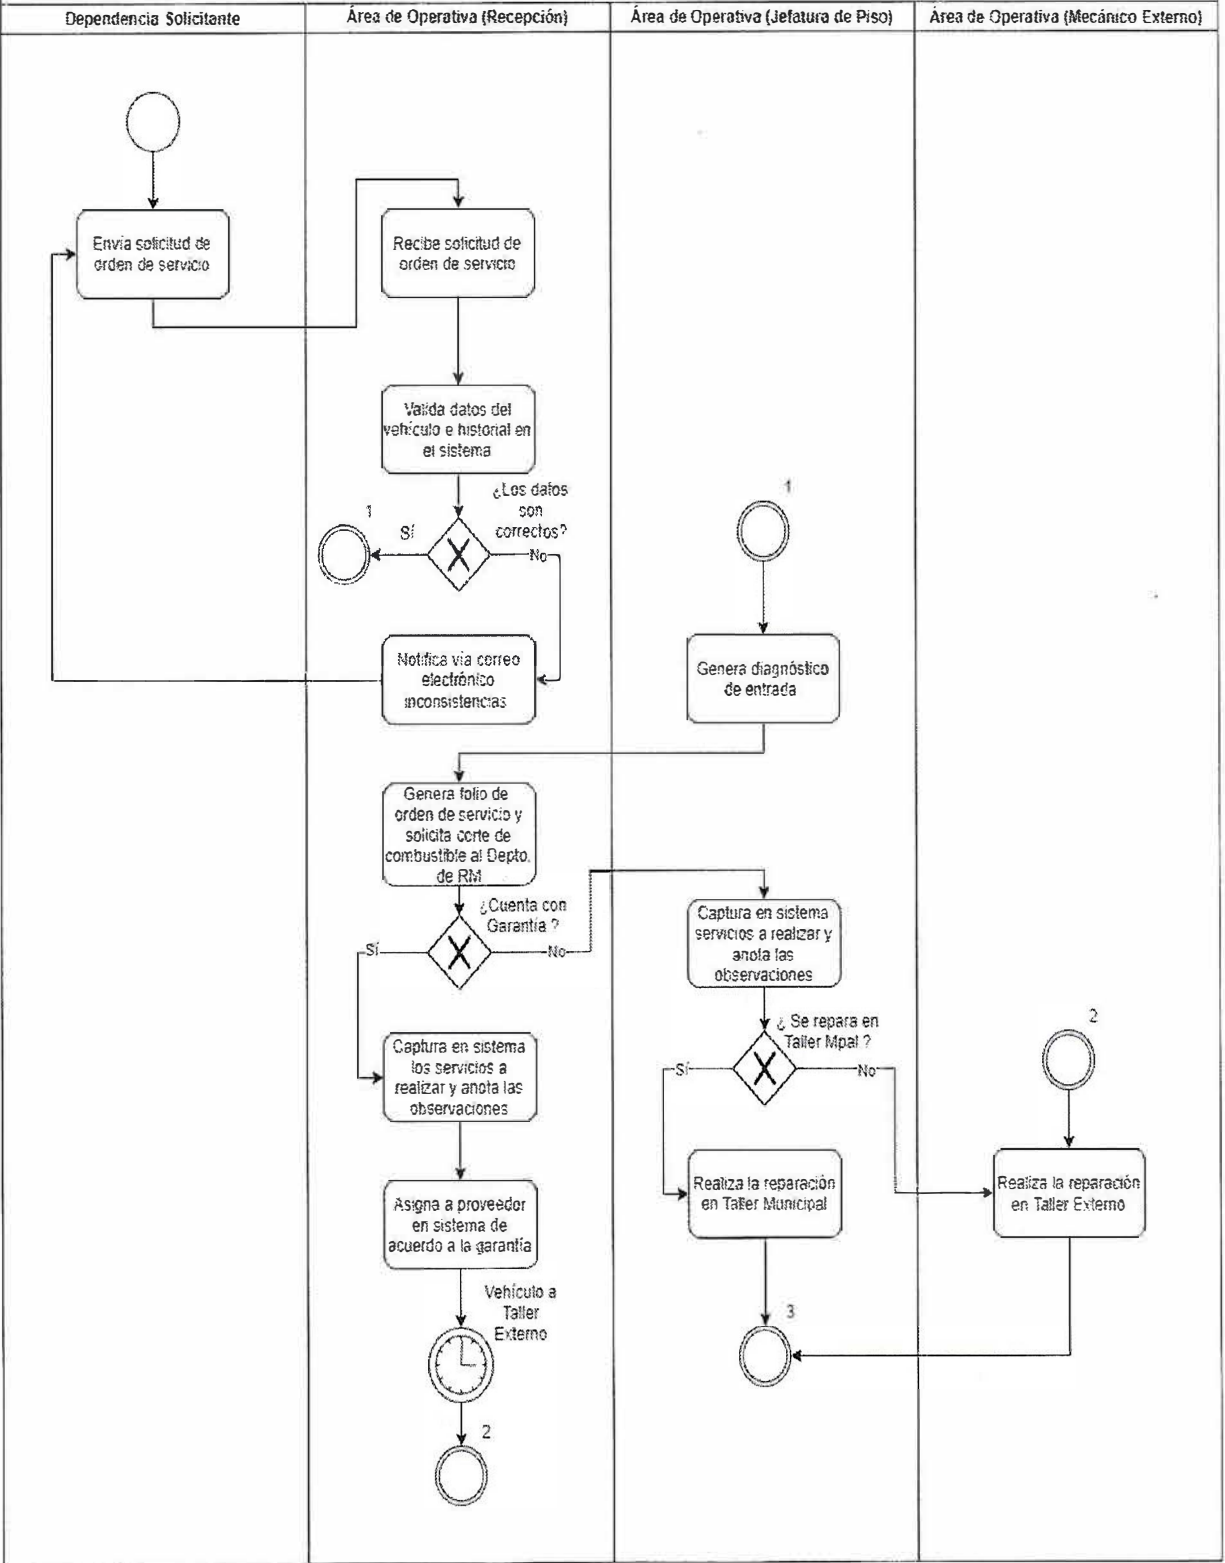 Dependencia Solicitante
Área de Operativa (Recepción)
Área de Operativa (Jefatura de Piso)
Área de Operativa (Mecánico Externo)
Envía solicitud de
orden de servicio
Recibe solicitud de
orden de servicio
Valida datos del
vehículo e historial en
el sistema
¿Los datos
son
correctos?
Sí
No
1
1
Notifica vía correo
electrónico
inconsistencias
Genera diagnóstico
de entrada
Genera folio de
orden de servicio y
solicita corte de
combustible al Depto.
de RM
¿Cuenta con
Garantía ?
Sí
No
Captura en sistema
servicios a realizar y
anota las
observaciones
¿ Se repara en
Taller Mpal ?
Sí
No
2
Captura en sistema
los servicios a
realizar y anota las
observaciones
Realiza la reparación
en Taller Municipal
Realiza la reparación
en Taller Externo
Asigna a proveedor
en sistema de
acuerdo a la garantía
Vehículo a
Taller
Externo
3
2